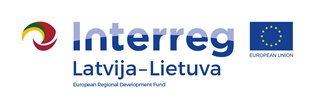 Interreg
EUROPEAN UNION
Latvija–Lietuva
European Regional Development Fund